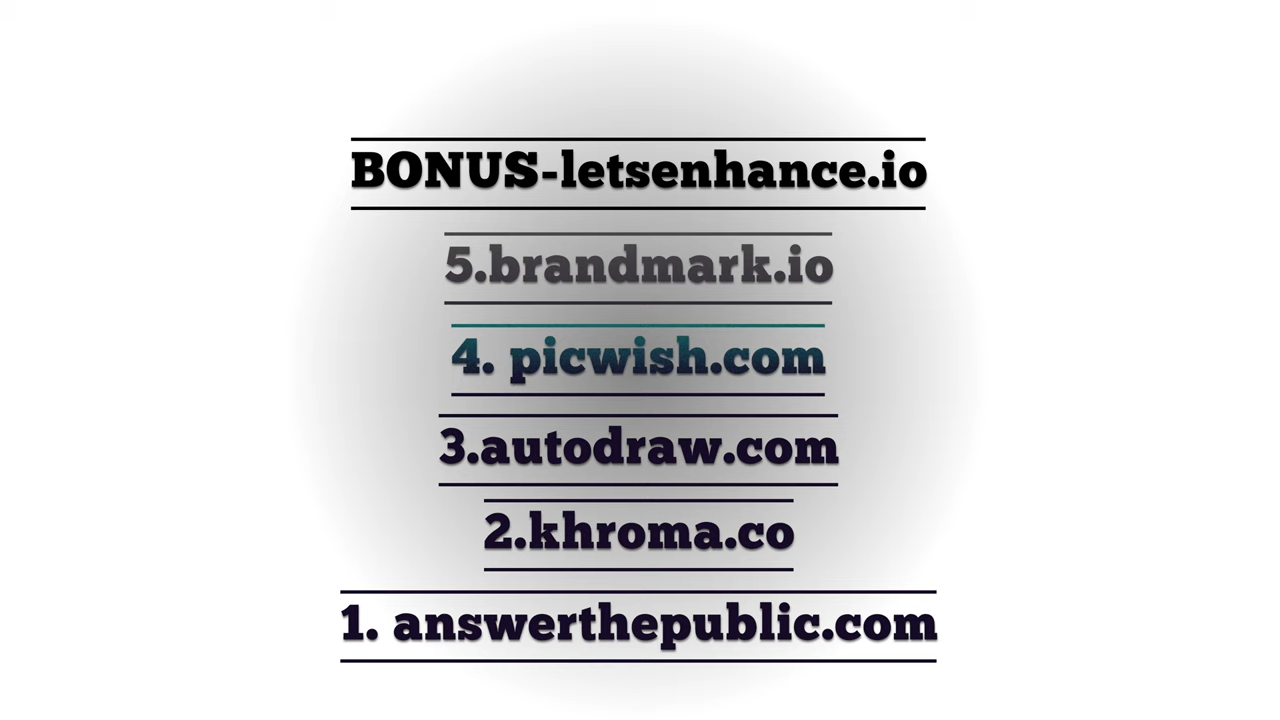 BONUS-letsenhance.io
5.brandmark.io
4. picwish.com
3.autodraw.com
2.khroma.co
1. answerthepublic.com